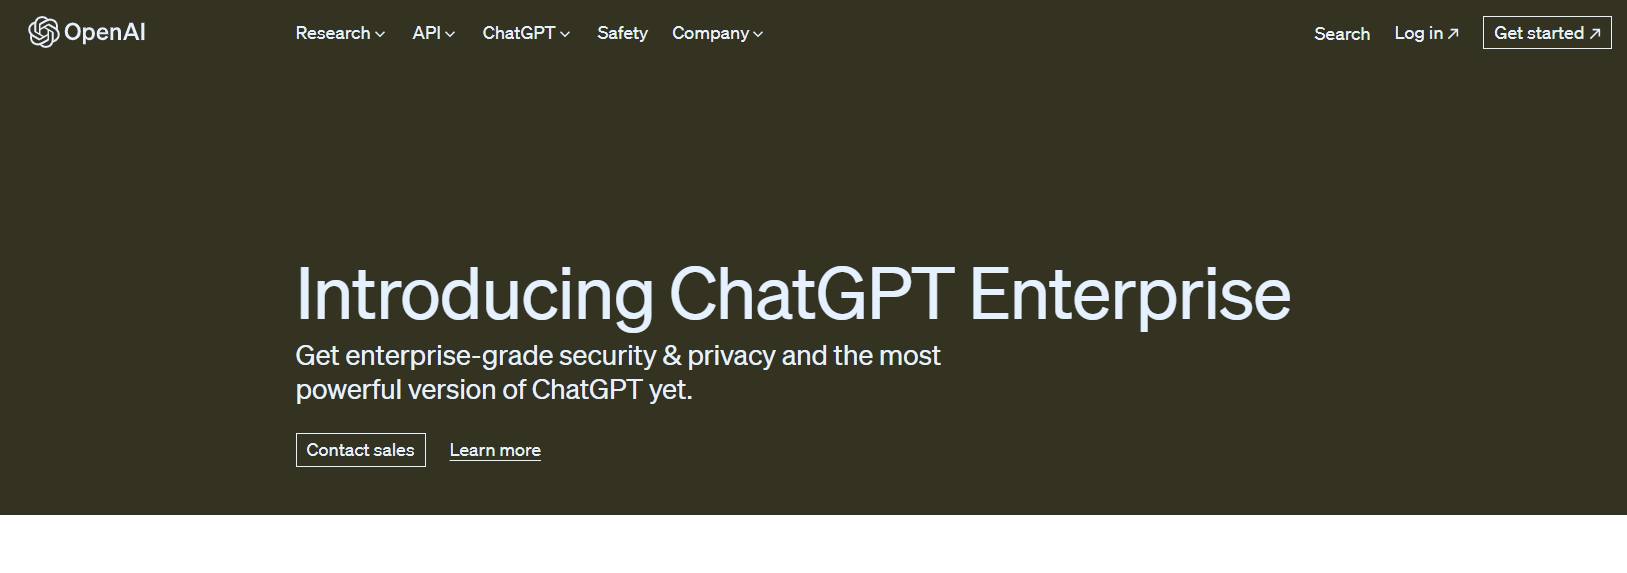 OpenAI Research API ChatGPT Safety Company Search Log in ↗ Get started ↗
Introducing ChatGPT Enterprise
Get enterprise-grade security & privacy and the most
powerful version of ChatGPT yet.
Contact sales Learn more